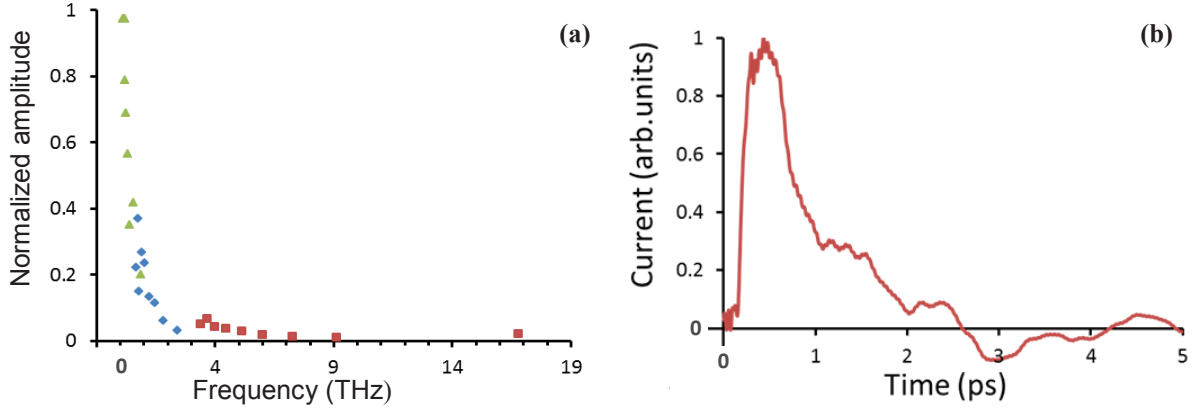 (a)
Normalized amplitude
1
0.8
0.6
0.4
0.2
0
0 4 9 14 19
Frequency (THz)
(b)
Current (arb.units)
1
0.8
0.6
0.4
0.2
0
0 1 2 3 4 5
Time (ps)